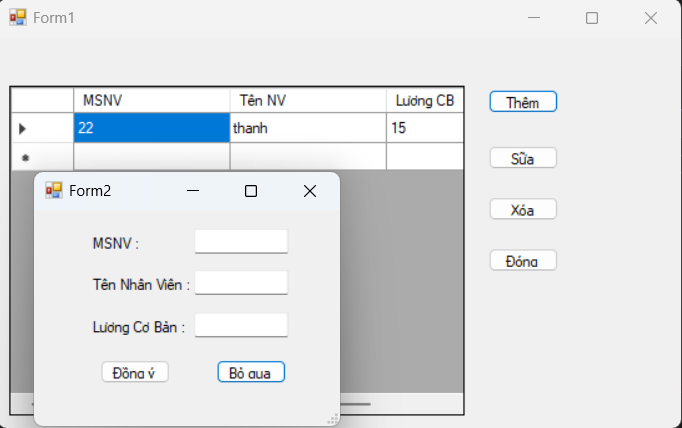 Form1
MSNV Tên NV Lương CB
22 thanh 15
Thêm
Sữa
Xóa
Đóng
Form2
MSNV :
Tên Nhân Viên :
Lương Cơ Bản :
Đồng ý Bỏ qua